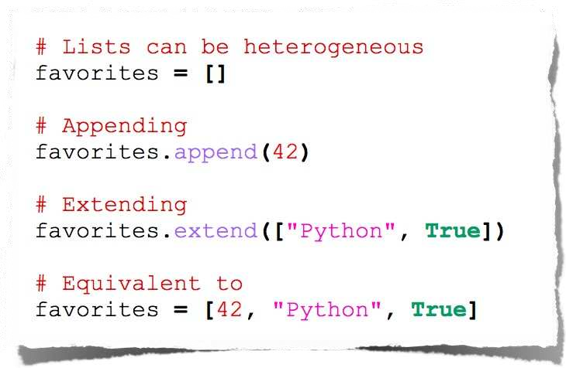 # Lists can be heterogeneous
favorites = []
# Appending
favorites.append(42)
# Extending
favorites.extend(["Python", True])
# Equivalent to
favorites = [42, "Python", True]